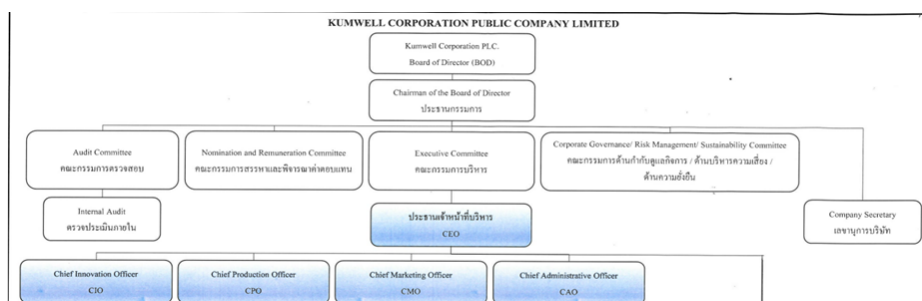 KUMWELL CORPORATION PUBLIC COMPANY LIMITED
Kumwell Corporation PLC.
Board of Director (BOD)
Chairman of the Board of Director
ประธานกรรมการ
Audit Committee
คณะกรรมการตรวจสอบ
Nomination and Remuneration Committee
คณะกรรมการสรรหาและพิจารณาค่าตอบแทน
Executive Committee
คณะกรรมการบริหาร
Corporate Governance/ Risk Management/ Sustainability Committee
คณะกรรมการด้านกำกับดูแลกิจการ / ด้านบริหารความเสี่ยง /
ด้านความยั่งยืน
Internal Audit
ตรวจประเมินภายใน
ประธานเจ้าหน้าที่บริหาร
CEO
Company Secretary
เลขานุการบริษัท
Chief Innovation Officer
CIO
Chief Production Officer
CPO
Chief Marketing Officer
CMO
Chief Administrative Officer
CAO